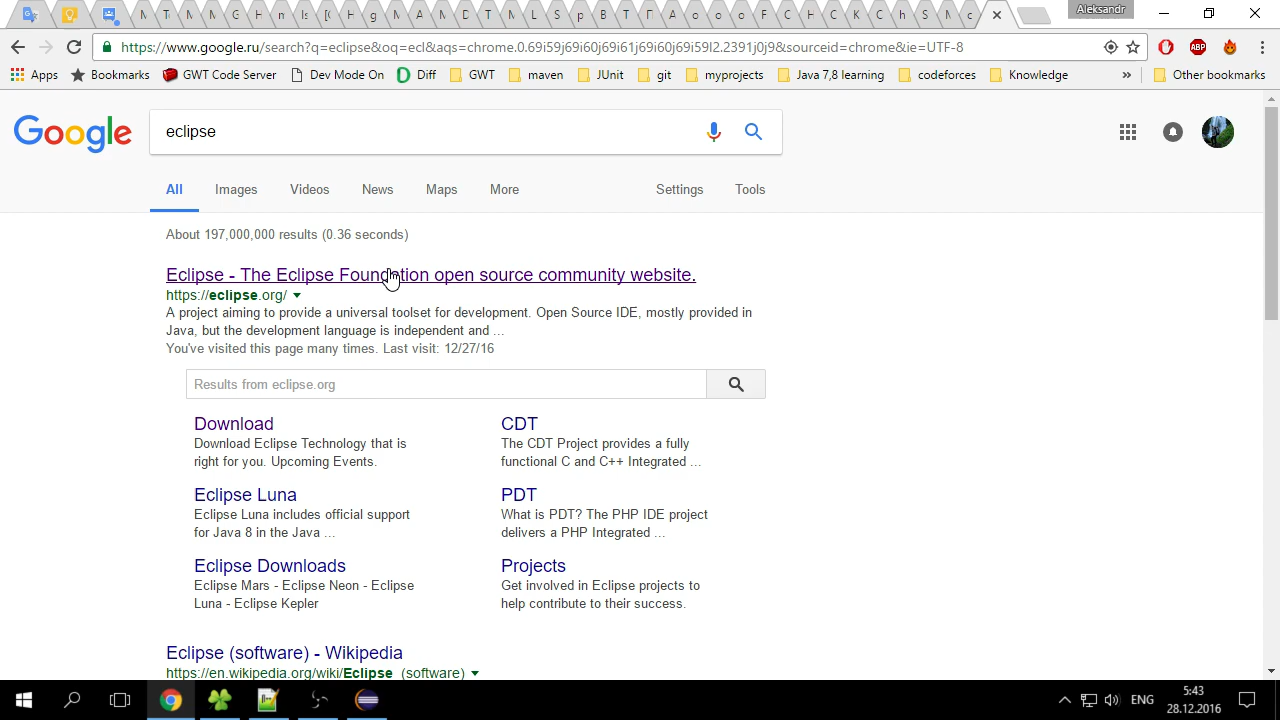 Aleksandr
https://www.google.ru/search?q=eclipse&oq=ecl&aqs=chrome.0.69i59j69i60j69i61j69i60j69i59l2.2391j0j9&sourceid=chrome&ie=UTF-8
Apps Bookmarks GWT Code Server Dev Mode On Diff GWT maven JUnit git myprojects Java 7,8 learning codeforces Knowledge » Other bookmarks
Google eclipse
All Images Videos News Maps More Settings Tools
About 197,000,000 results (0.36 seconds)
Eclipse - The Eclipse Foundation open source community website.
https://eclipse.org/
A project aiming to provide a universal toolset for development. Open Source IDE, mostly provided in
Java, but the development language is independent and ...
You've visited this page many times. Last visit: 12/27/16
Results from eclipse.org
Download
Download Eclipse Technology that is
right for you. Upcoming Events.
CDT
The CDT Project provides a fully
functional C and C++ Integrated ...
Eclipse Luna
Eclipse Luna includes official support
for Java 8 in the Java ...
PDT
What is PDT? The PHP IDE project
delivers a PHP Integrated ...
Eclipse Downloads
Eclipse Mars - Eclipse Neon - Eclipse
Luna - Eclipse Kepler
Projects
Get involved in Eclipse projects to
help contribute to their success.
Eclipse (software) - Wikipedia
https://en.wikipedia.org/wiki/Eclipse_(software)
ENG
5:43
28.12.2016